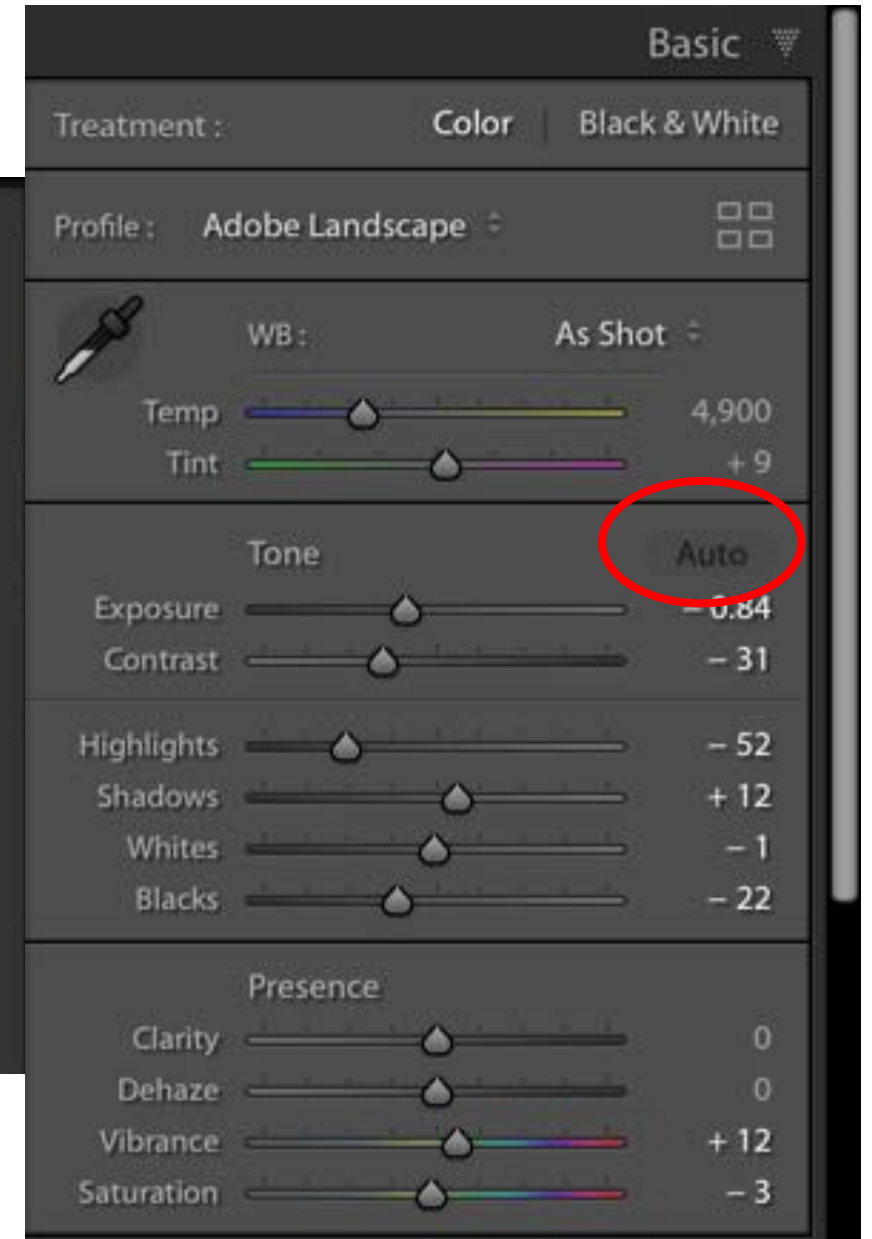 Basic
Treatment : Color Black & White
Profile : Adobe Landscape
WB : As Shot
Temp 4,900
Tint + 9
Tone Auto
Exposure – 0.84
Contrast – 31
Highlights – 52
Shadows + 12
Whites – 1
Blacks – 22
Presence
Clarity 0
Dehaze 0
Vibrance + 12
Saturation – 3